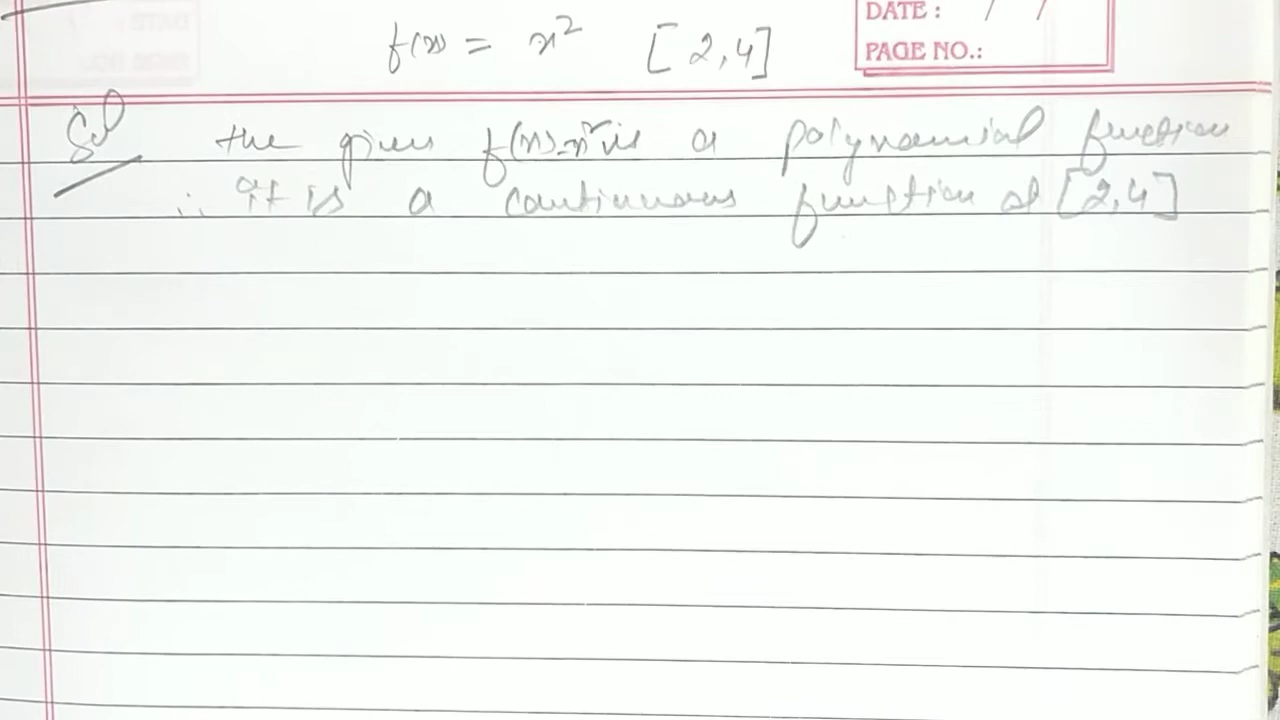 DATE: / /
f(x) = x² [2,4]
PAGE NO.:
Sol the given f(x)=x² is a polynomial function
∴ It is a continuous function at [2,4]